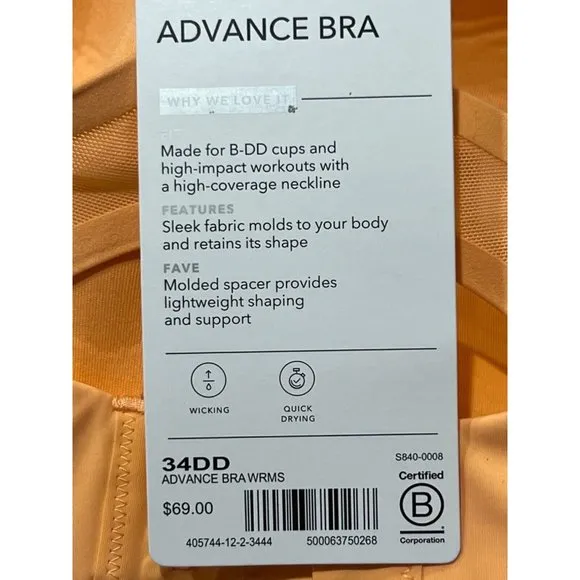 ADVANCE BRA
WHY WE LOVE IT
Made for B-DD cups and
high-impact workouts with
a high-coverage neckline
FEATURES
Sleek fabric molds to your body
and retains its shape
FAVE
Molded spacer provides
lightweight shaping
and support
WICKING
QUICK
DRYING
34DD
S840-0008
ADVANCE BRA WRMS
$69.00
405744-12-2-3444
500063750268
Certified
B
Corporation